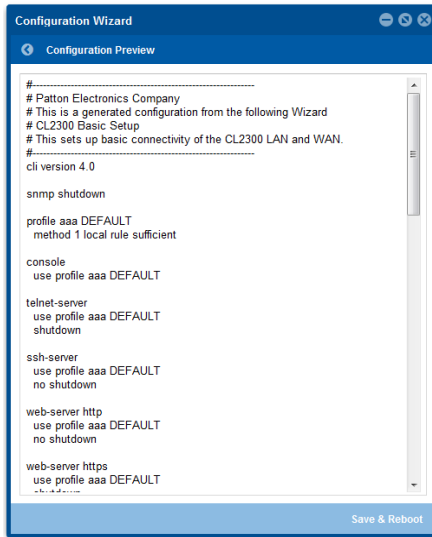 Configuration Wizard
Configuration Preview
#----------------------------------------------------------------
# Patton Electronics Company
# This is a generated configuration from the following Wizard
# CL2300 Basic Setup
# This sets up basic connectivity of the CL2300 LAN and WAN.
#----------------------------------------------------------------
cli version 4.0
snmp shutdown
profile aaa DEFAULT
method 1 local rule sufficient
console
use profile aaa DEFAULT
telnet-server
use profile aaa DEFAULT
shutdown
ssh-server
use profile aaa DEFAULT
no shutdown
web-server http
use profile aaa DEFAULT
no shutdown
web-server https
use profile aaa DEFAULT
Save & Reboot